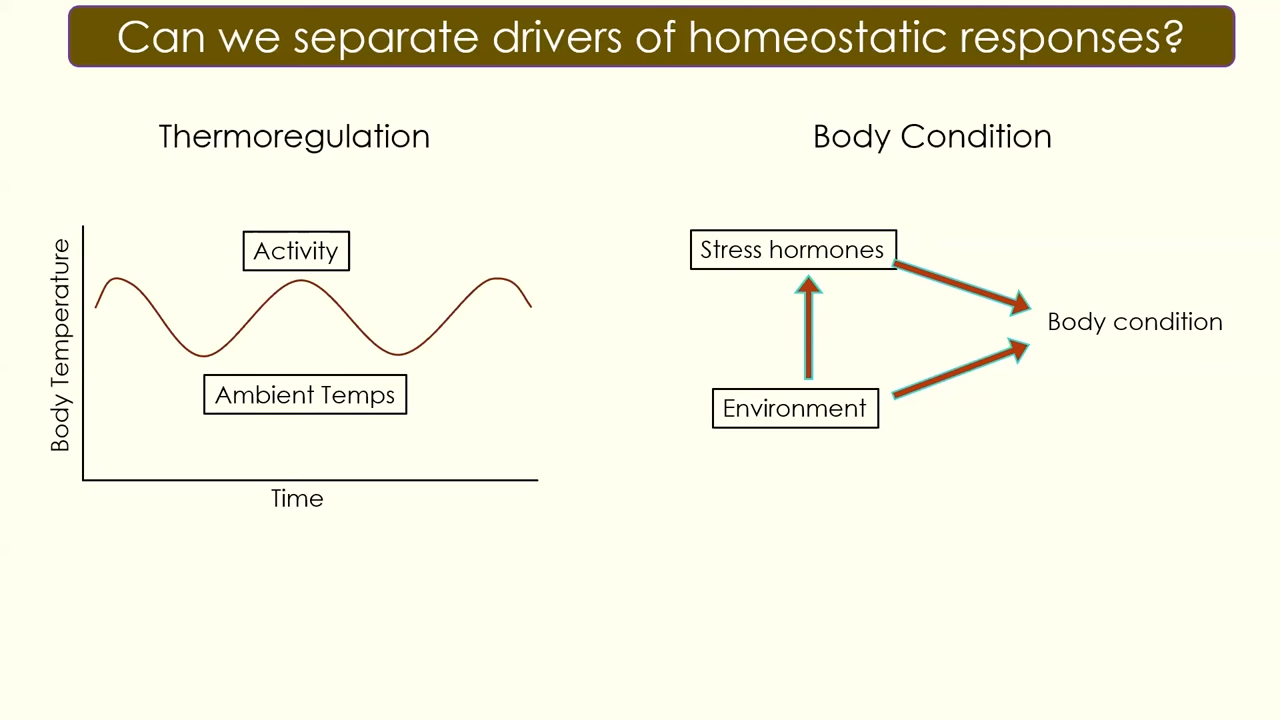 Can we separate drivers of homeostatic responses?
Thermoregulation
Body Temperature
Activity
Ambient Temps
Time
Body Condition
Stress hormones
Body condition
Environment